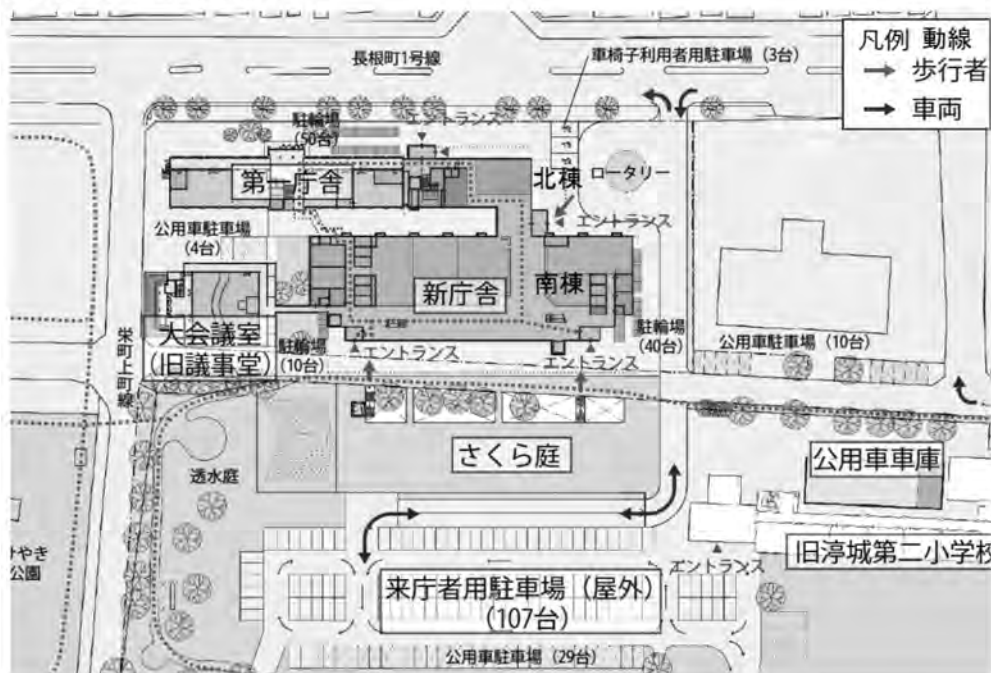 凡例 動線
歩行者
車両
長根町1号線
車椅子利用者用駐車場（3台）
駐輪場
（50台）
エントランス
北棟
ロータリー
エントランス
公用車駐車場
（4台）
新庁舎
南棟
大会議室
（旧議事堂）
駐輪場
（10台）
エントランス
エントランス
駐輪場
（40台）
公用車駐車場（10台）
栄町上町線
さくら庭
公用車車庫
透水庭
やき
公園
旧渟城第二小学校
エントランス
来庁者用駐車場（屋外）
（107台）
公用車駐車場（29台）